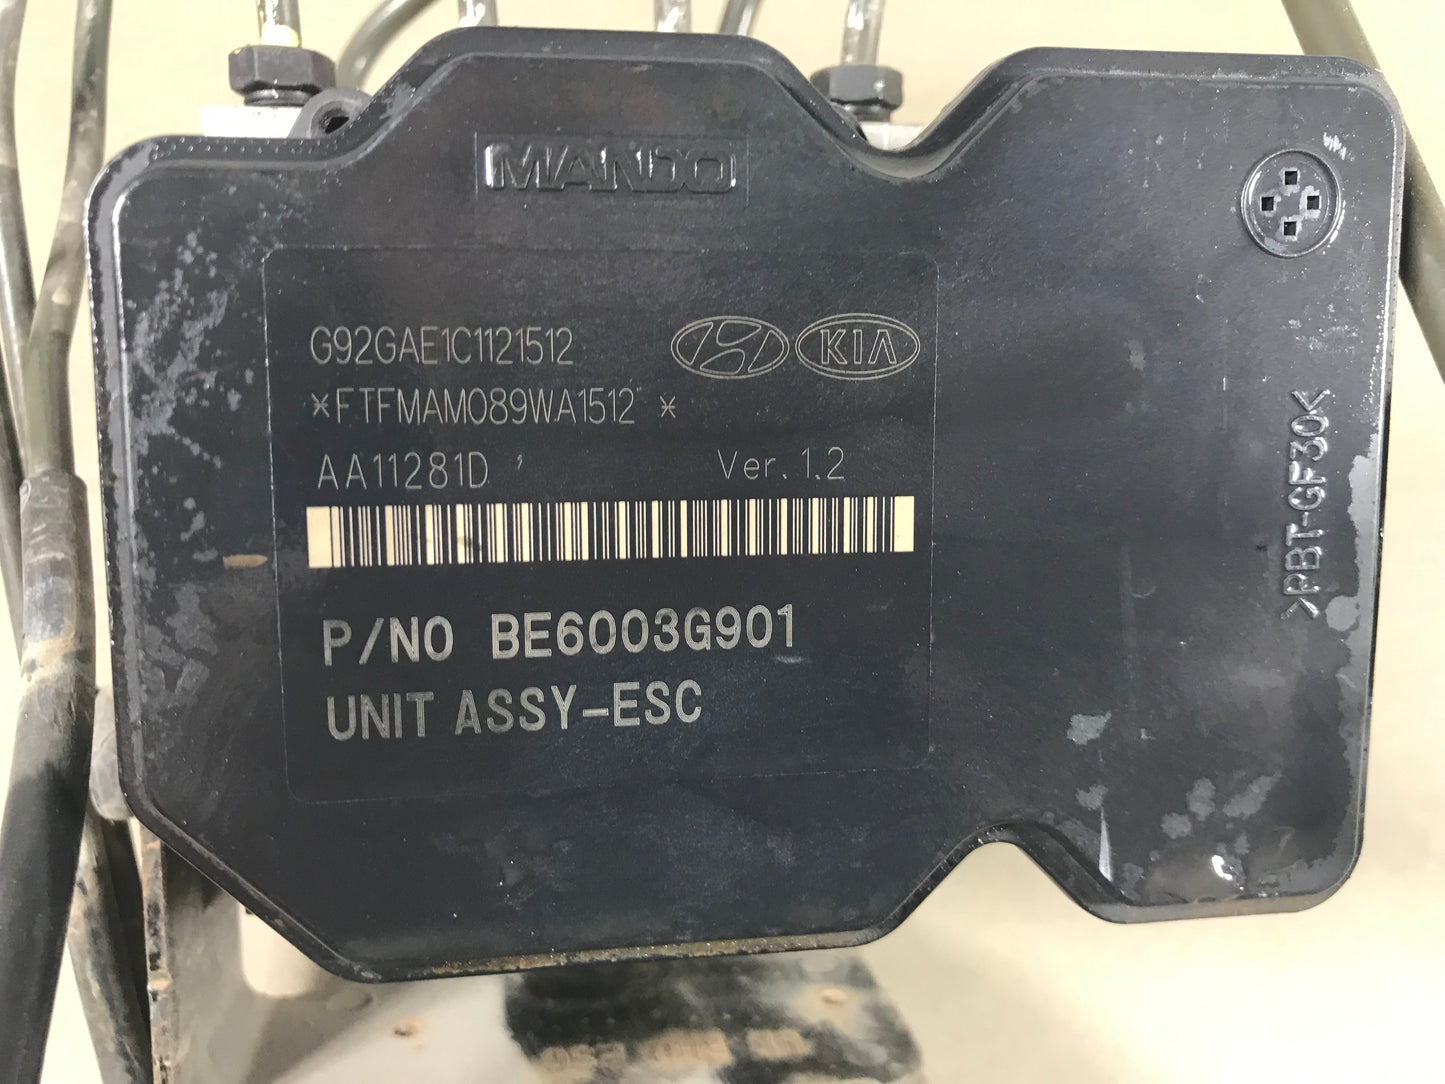 MANDO
G92GAE1C1121512
KIA
*FTFMAM089WA1512 *
AA11281D
Ver. 1.2
P/NO BE6003G901
UNIT ASSY-ESC
>PBT-GF30<